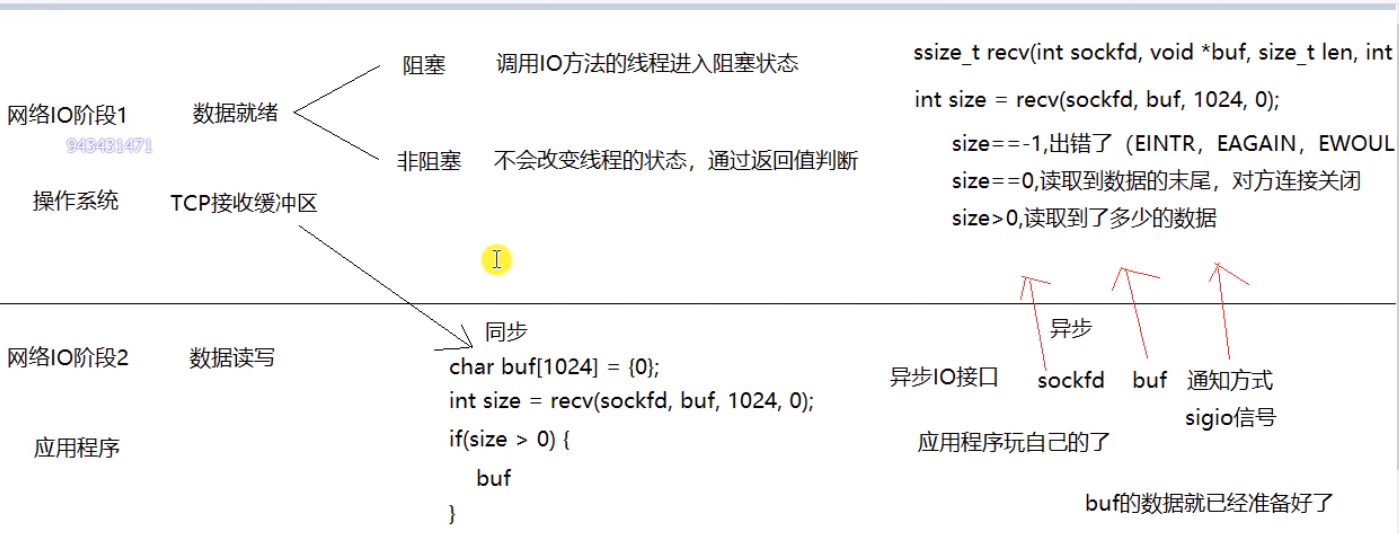 阻塞 调用IO方法的线程进入阻塞状态
ssize_t recv(int sockfd, void *buf, size_t len, int
网络IO阶段1 数据就绪
int size = recv(sockfd, buf, 1024, 0);
943431471
非阻塞 不会改变线程的状态，通过返回值判断
size==-1,出错了（EINTR，EAGAIN，EWOUL
size==0,读取到数据的末尾，对方连接关闭
size>0,读取到了多少的数据
操作系统 TCP接收缓冲区
网络IO阶段2 数据读写
同步
char buf[1024] = {0};
int size = recv(sockfd, buf, 1024, 0);
if(size > 0) {
buf
}
应用程序
异步
异步IO接口 sockfd buf 通知方式
sigio信号
应用程序玩自己的了
buf的数据就已经准备好了